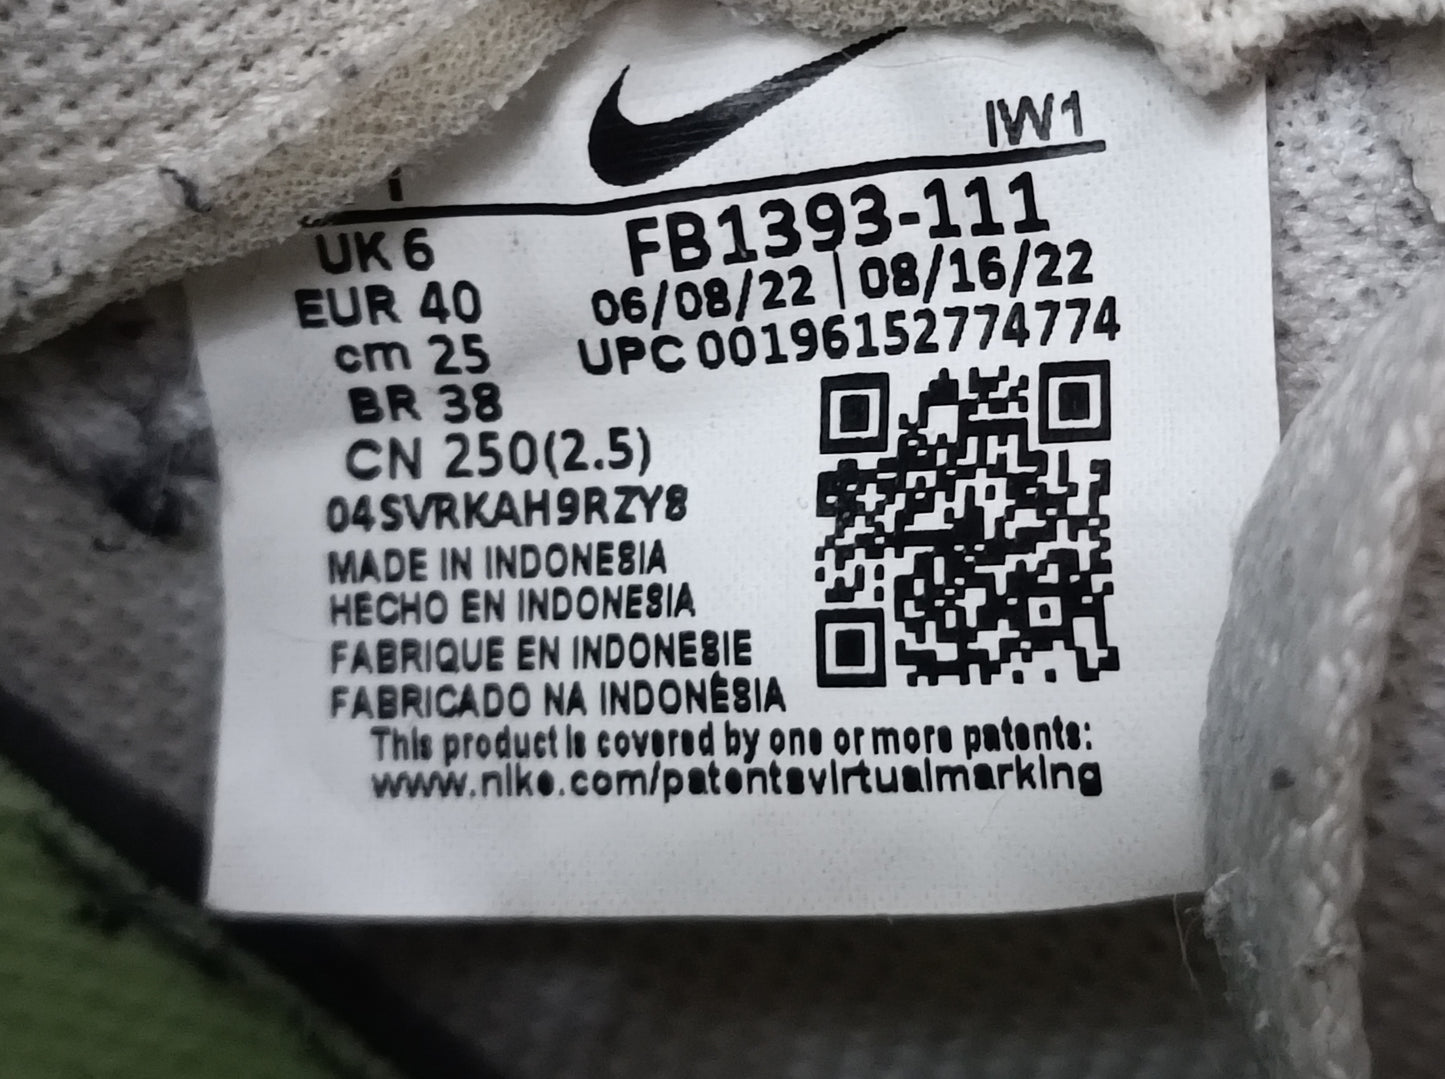 IW1
UK 6
EUR 40
cm 25
BR 38
CN 250(2.5)
FB1393-111
06/08/22 | 08/16/22
UPC 00196152774774
04SVRKAH9RZY8
MADE IN INDONESIA
HECHO EN INDONESIA
FABRIQUE EN INDONESIE
FABRICADO NA INDONÉSIA
This product is covered by one or more patents:
www.nike.com/patentsvirtualmarking